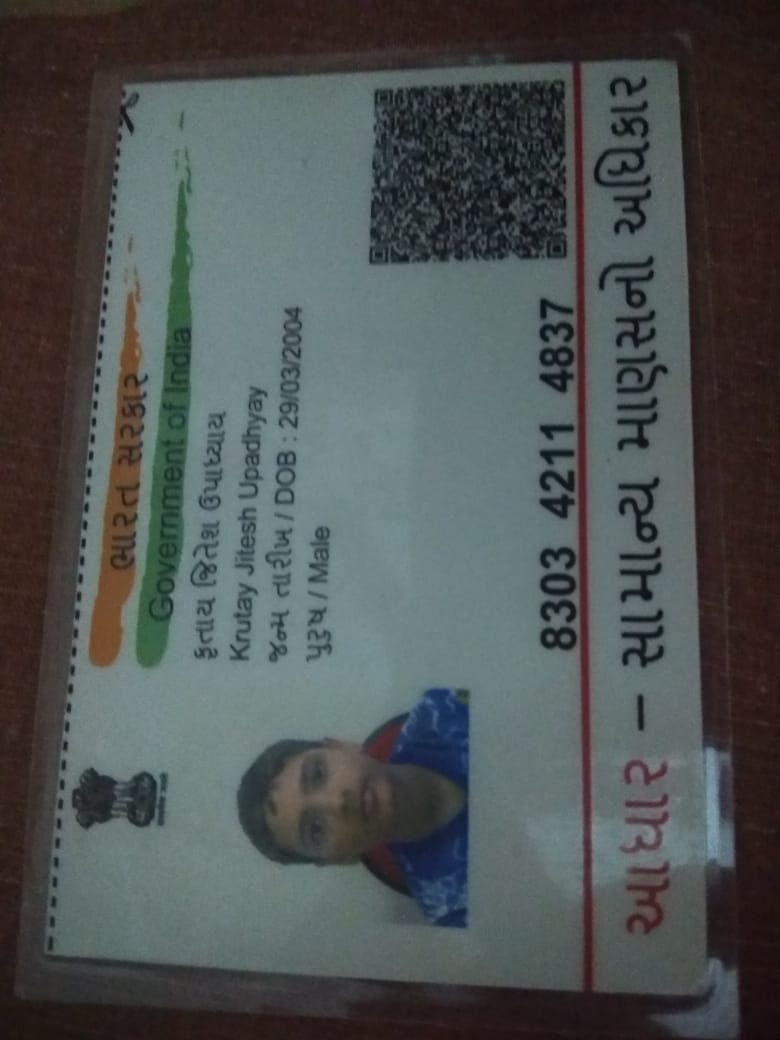 ભારત સરકાર
Government of India
કૃતાય જિતેશ ઉપાધ્યાય
Krutay Jitesh Upadhyay
જન્મ તારીખ / DOB : 29/03/2004
પુરુષ / Male
8303 4211 4837
આધાર – સામાન્ય માણસનો અધિકાર